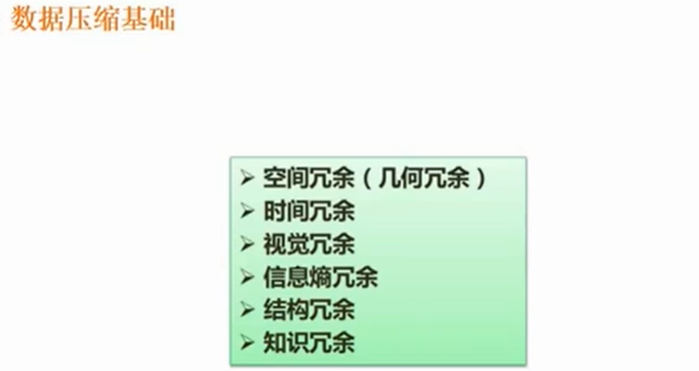 数据压缩基础
➢ 空间冗余（几何冗余）
➢ 时间冗余
➢ 视觉冗余
➢ 信息熵冗余
➢ 结构冗余
➢ 知识冗余